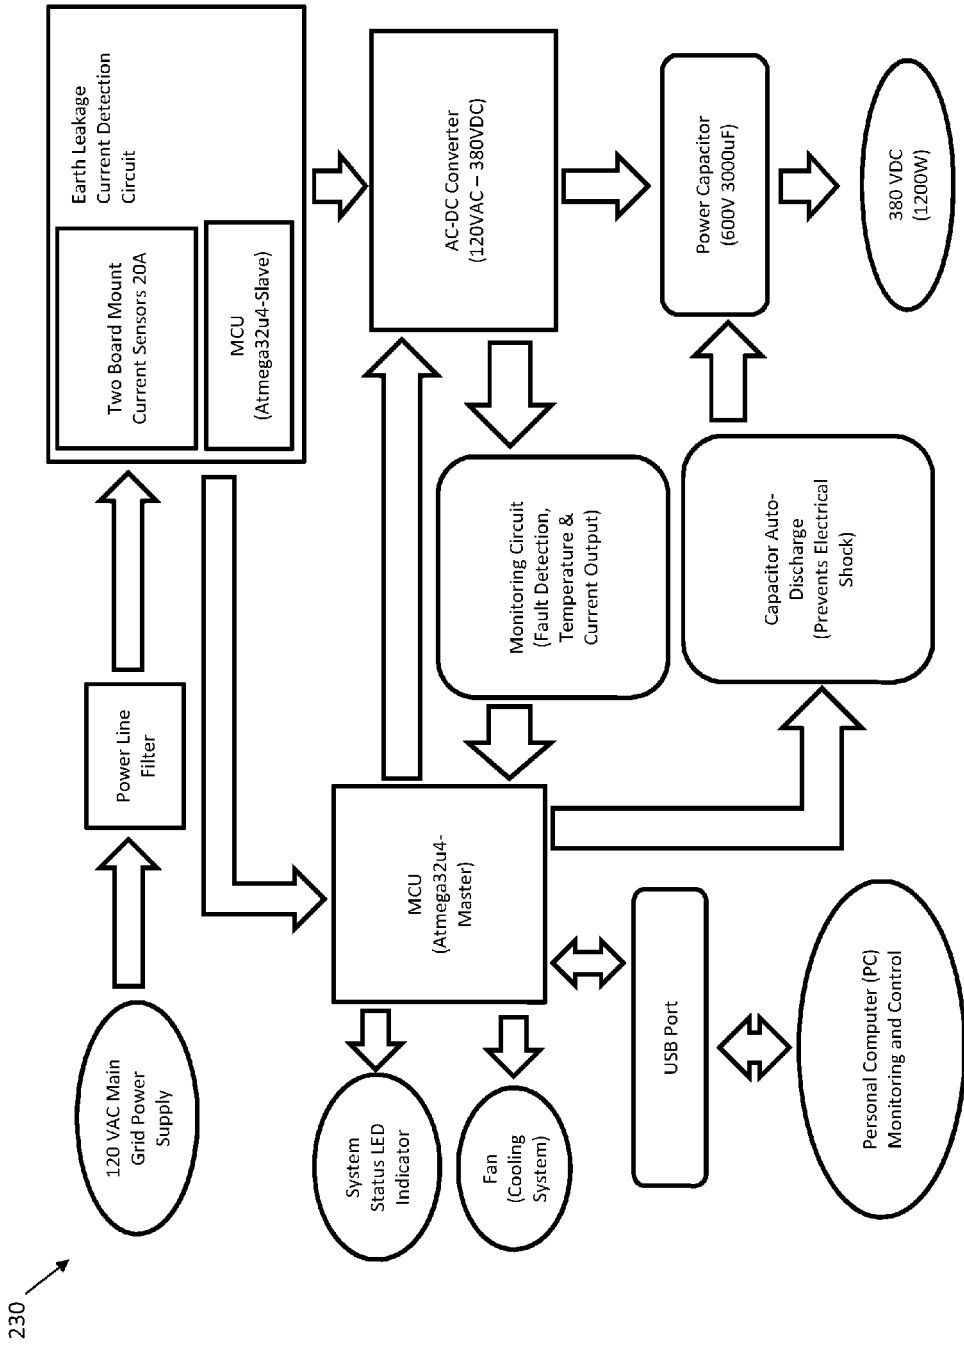 230
120 VAC Main
Grid Power
Supply
Power Line
Filter
Two Board Mount
Current Sensors 20A
MCU
(Atmega32u4-Slave)
Earth Leakage
Current Detection
Circuit
System
Status LED
Indicator
Fan
(Cooling
System)
MCU
(Atmega32u4-
Master)
Monitoring Circuit
(Fault Detection,
Temperature &
Current Output)
AC-DC Converter
(120VAC – 380VDC)
USB Port
Capacitor Auto-
Discharge
(Prevents Electrical
Shock)
Power Capacitor
(600V 3000uF)
Personal Computer (PC)
Monitoring and Control
380 VDC
(1200W)